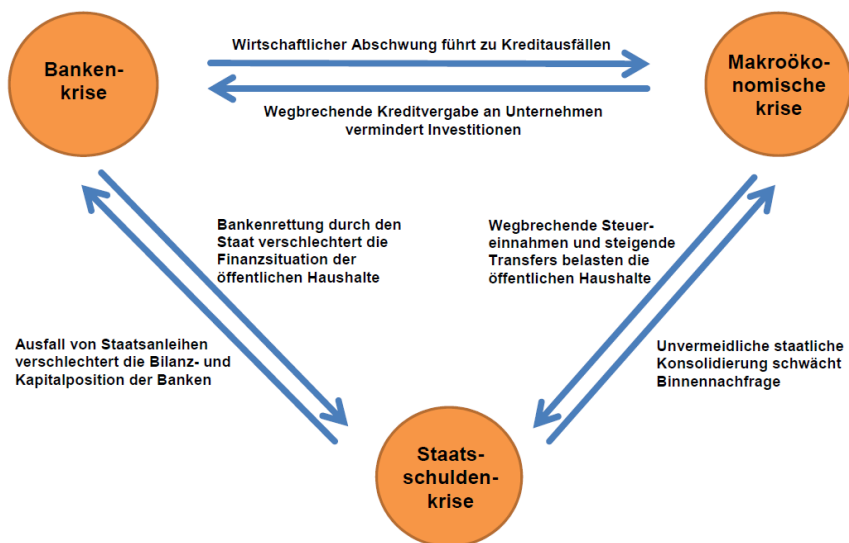 Banken-
krise
Wirtschaftlicher Abschwung führt zu Kreditausfällen
Wegbrechende Kreditvergabe an Unternehmen
vermindert Investitionen
Makroöko-
nomische
krise
Bankenrettung durch den
Staat verschlechtert die
Finanzsituation der
öffentlichen Haushalte
Wegbrechende Steuer-
einnahmen und steigende
Transfers belasten die
öffentlichen Haushalte
Ausfall von Staatsanleihen
verschlechtert die Bilanz- und
Kapitalposition der Banken
Unvermeidliche staatliche
Konsolidierung schwächt
Binnennachfrage
Staats-
schulden-
krise